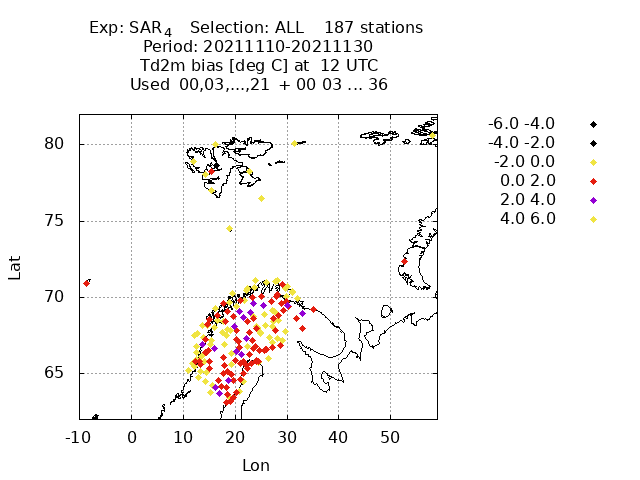 Exp: SAR4 Selection: ALL 187 stations
Period: 20211110-20211130
Td2m bias [deg C] at 12 UTC
Used 00,03,...,21 + 00 03 ... 36
-6.0 -4.0
-4.0 -2.0
-2.0 0.0
0.0 2.0
2.0 4.0
4.0 6.0
80
75
70
65
Lat
-10 0 10 20 30 40 50
Lon